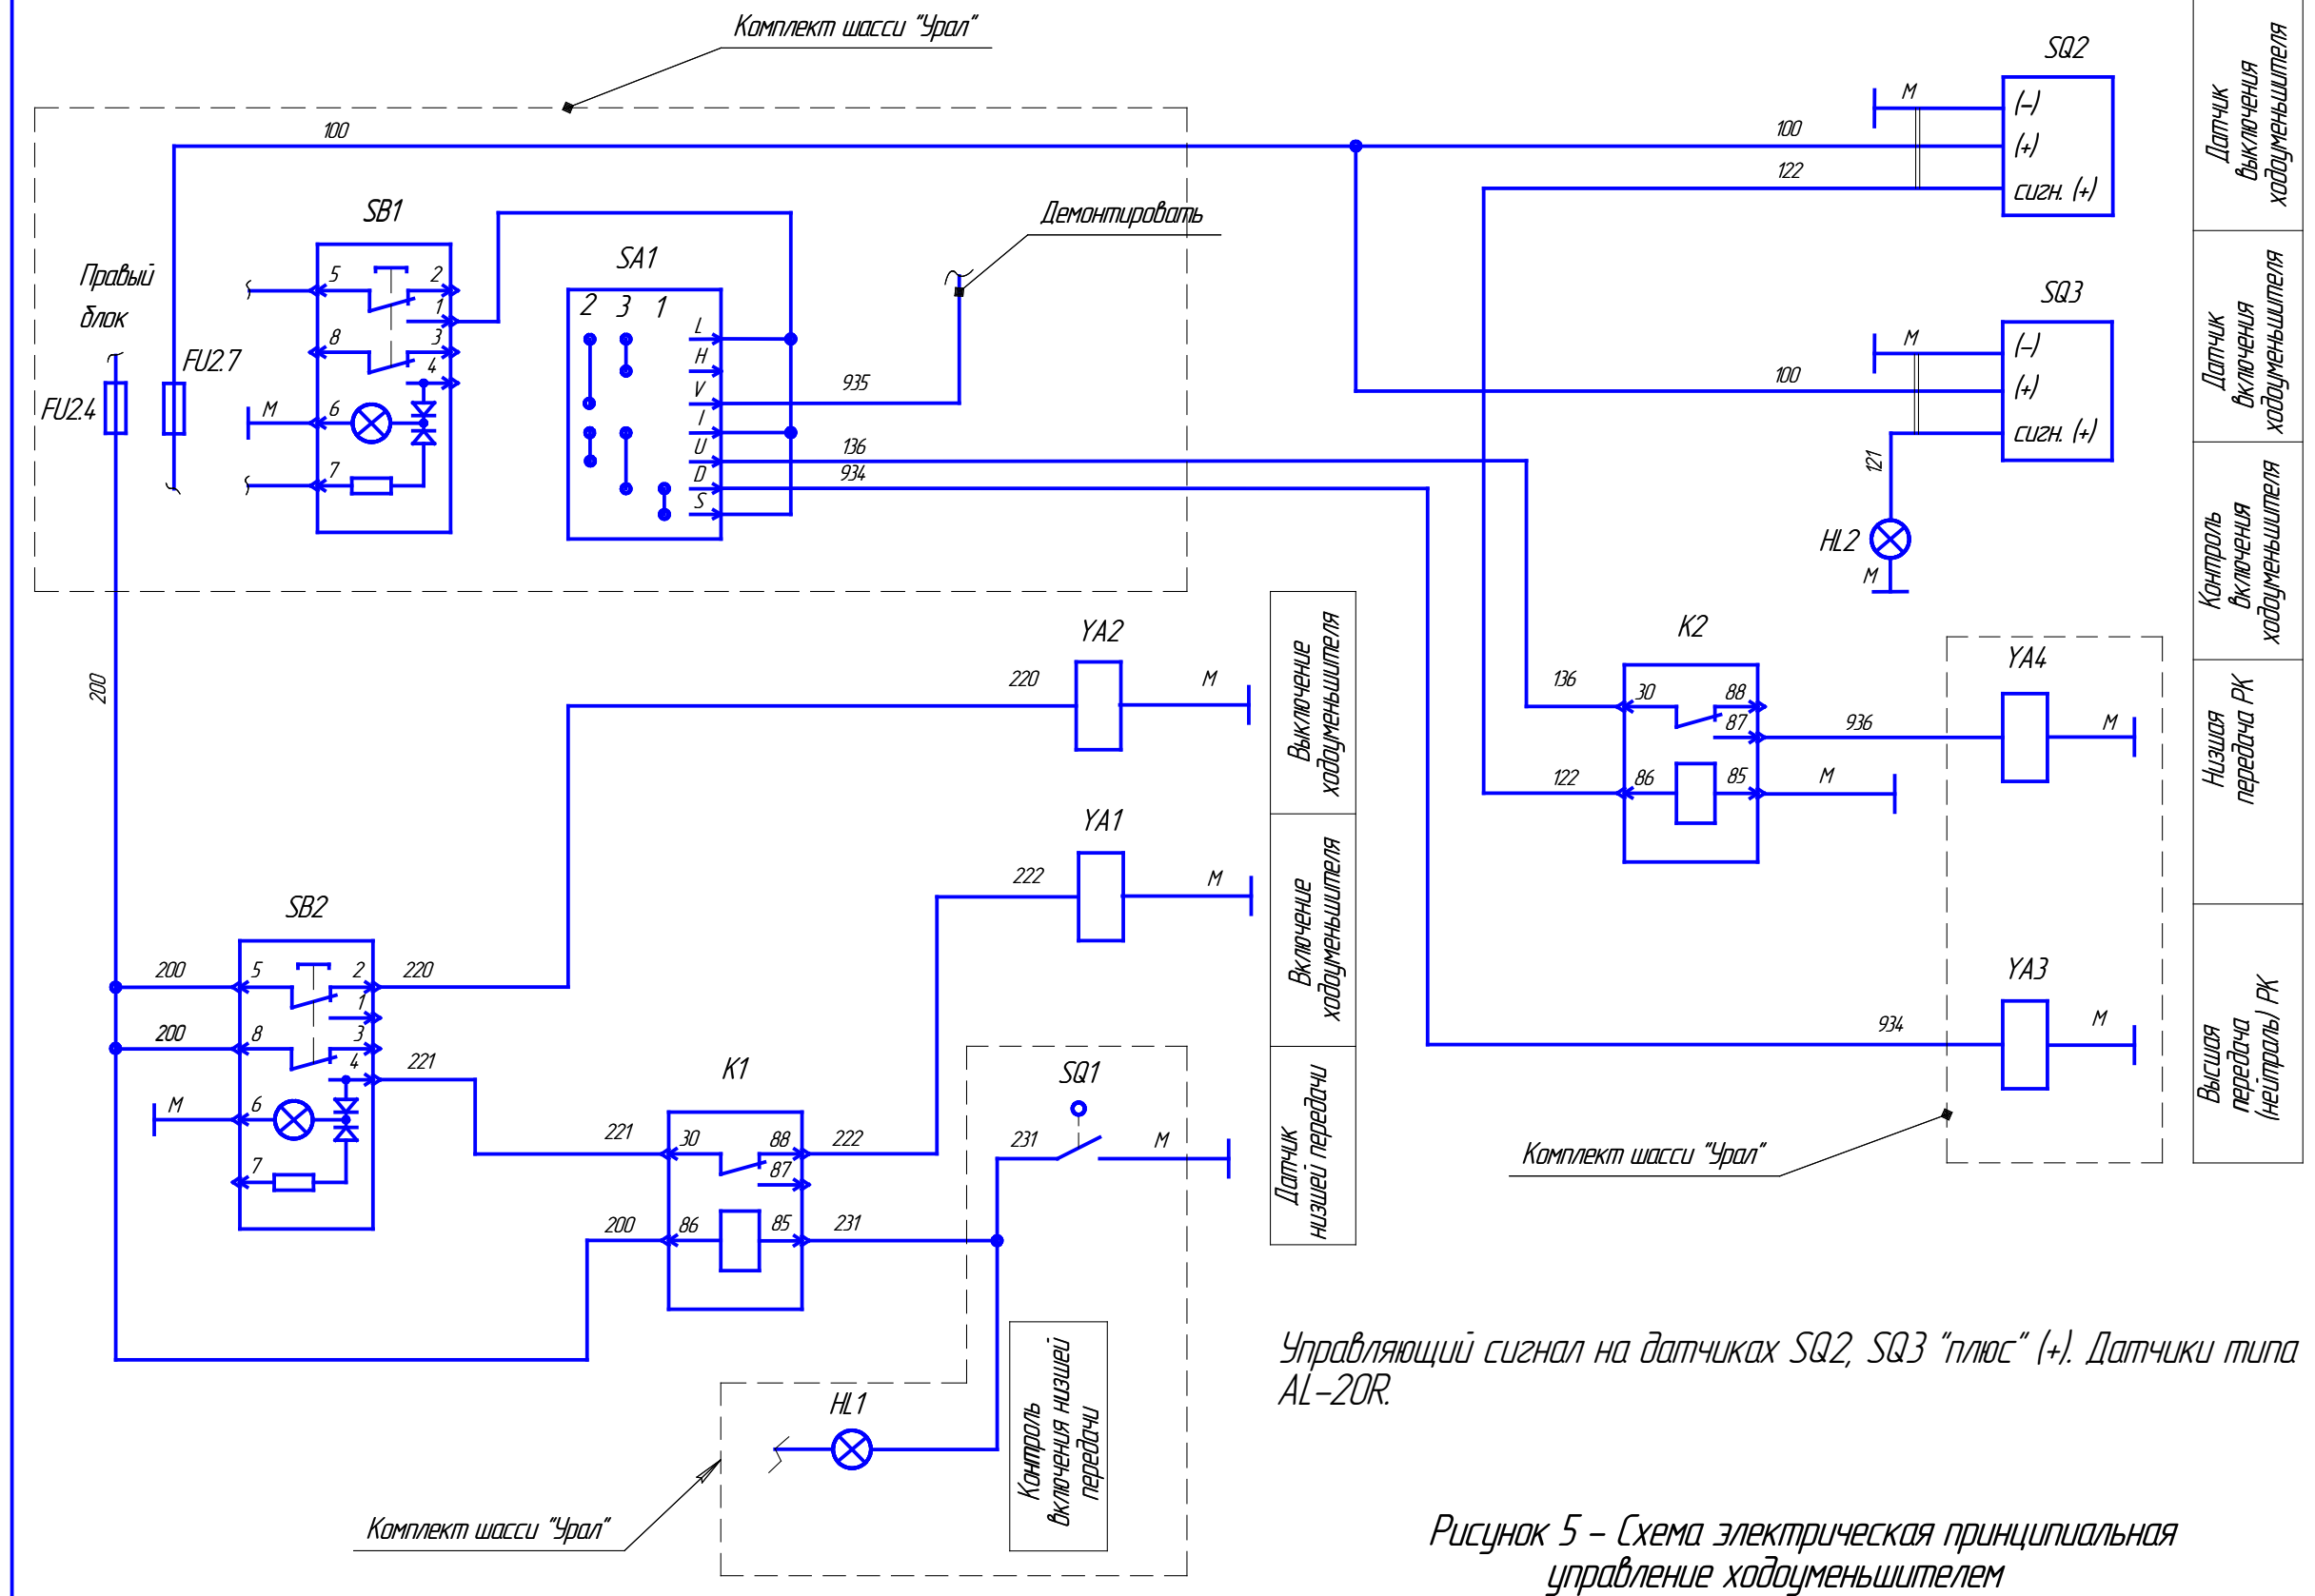 Комплект шасси "Урал"
100
SB1
5
2
1
8
3
4
M
6
7
Правый
блок
FU2.4
FU2.7
SA1
2 3 1
L
H
V
I
U
D
S
935
136
934
Демонтировать
100
122
M
SQ2
(-)
(+)
сигн. (+)
M
100
SQ3
(-)
(+)
сигн. (+)
121
HL2
M
Датчик
выключения
ходоуменьшителя
Датчик
включения
ходоуменьшителя
Контроль
включения
ходоуменьшителя
Низшая
передача РК
Высшая
передача
(нейтраль) РК
200
YA2
220
M
YA1
222
M
Выключение
ходоуменьшителя
Включение
ходоуменьшителя
Датчик
низшей передачи
K2
136
30
88
87
936
122
86
85
M
YA4
M
YA3
934
M
Комплект шасси "Урал"
SB2
200
5
2
220
1
200
8
3
4
221
M
6
7
K1
221
30
88
222
87
200
86
85
231
SQ1
231
M
HL1
Контроль
включения низшей
передачи
Комплект шасси "Урал"
Управляющий сигнал на датчиках SQ2, SQ3 "плюс" (+). Датчики типа
AL-20R.
Рисунок 5 - Схема электрическая принципиальная
управление ходоуменьшителем